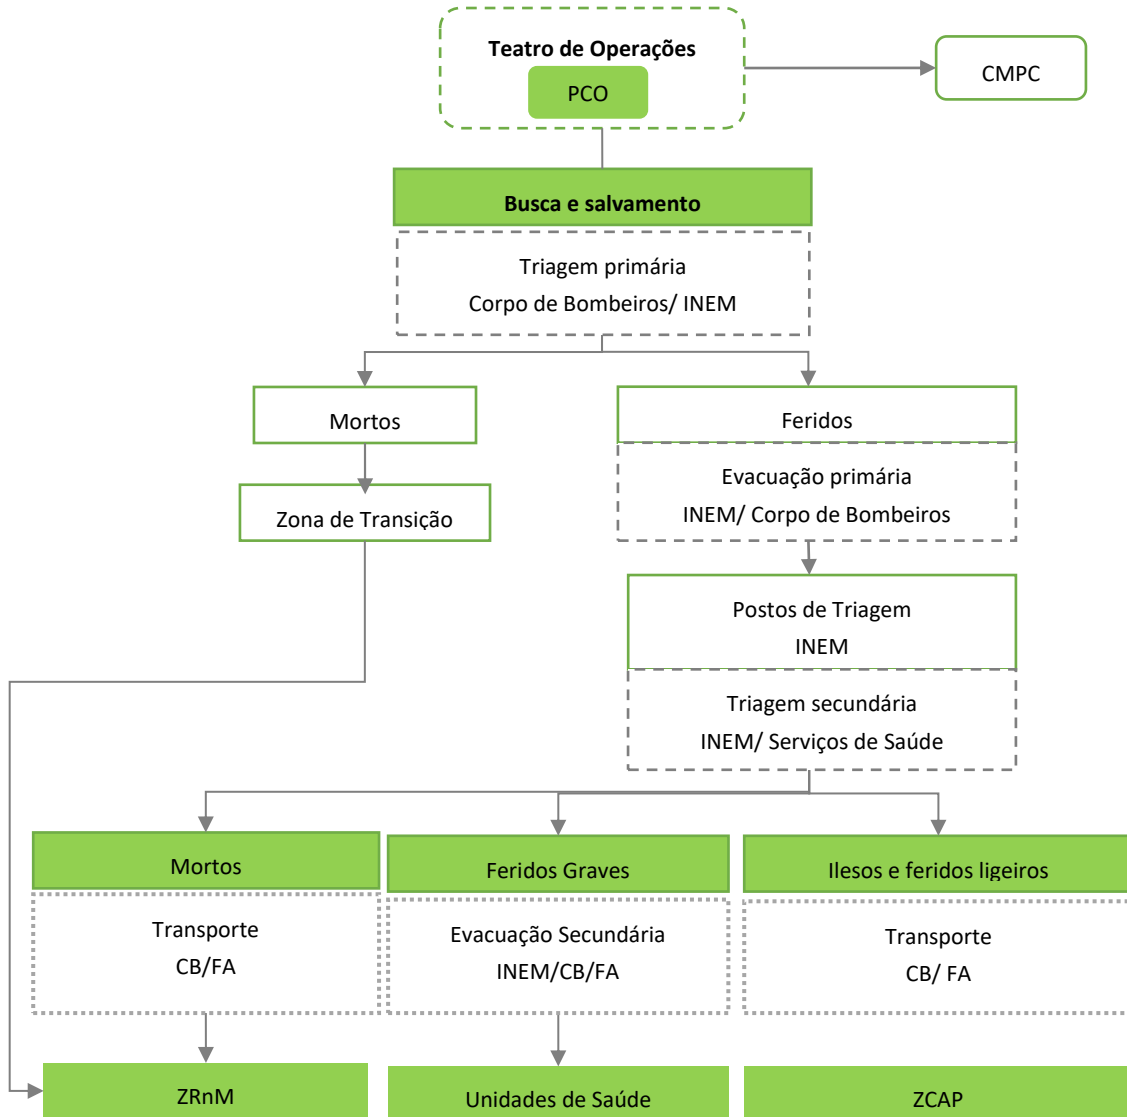 Teatro de Operações
PCO
CMPC
Busca e salvamento
Triagem primária
Corpo de Bombeiros/ INEM
Mortos
Feridos
Evacuação primária
INEM/ Corpo de Bombeiros
Zona de Transição
Postos de Triagem
INEM
Triagem secundária
INEM/ Serviços de Saúde
Mortos
Feridos Graves
Ilesos e feridos ligeiros
Transporte
CB/FA
Evacuação Secundária
INEM/CB/FA
Transporte
CB/ FA
ZRnM
Unidades de Saúde
ZCAP